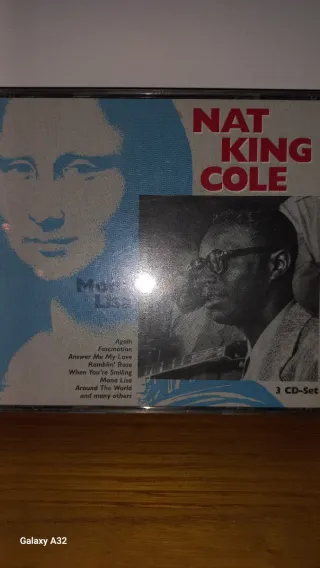 NAT
KING
COLE
Mona
Lisa
Again
Fascination
Answer Me My Love
Ramblin' Rose
When You're Smiling
Mona Lisa
Around The World
and many others
3 CD-Set
Galaxy A32